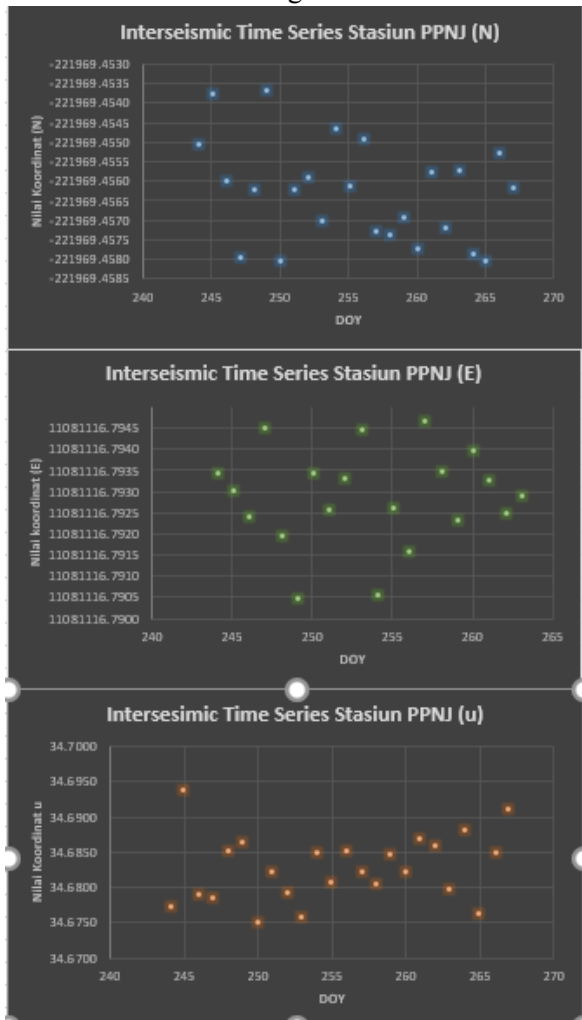 Interseismic Time Series Stasiun PPNJ (N)
Nilai Koordinat (N)
-221969.4530
-221969.4535
-221969.4540
-221969.4545
-221969.4550
-221969.4555
-221969.4560
-221969.4565
-221969.4570
-221969.4575
-221969.4580
-221969.4585
240 245 250 255 260 265 270
DOY
Interseismic Time Series Stasiun PPNJ (E)
Nilai koordinat (E)
11081116.7945
11081116.7940
11081116.7935
11081116.7930
11081116.7925
11081116.7920
11081116.7915
11081116.7910
11081116.7905
11081116.7900
240 245 250 255 260 265
DOY
Intersesimic Time Series Stasiun PPNJ (u)
Nilai Koordinat u
34.7000
34.6950
34.6900
34.6850
34.6800
34.6750
34.6700
240 245 250 255 260 265 270
DOY